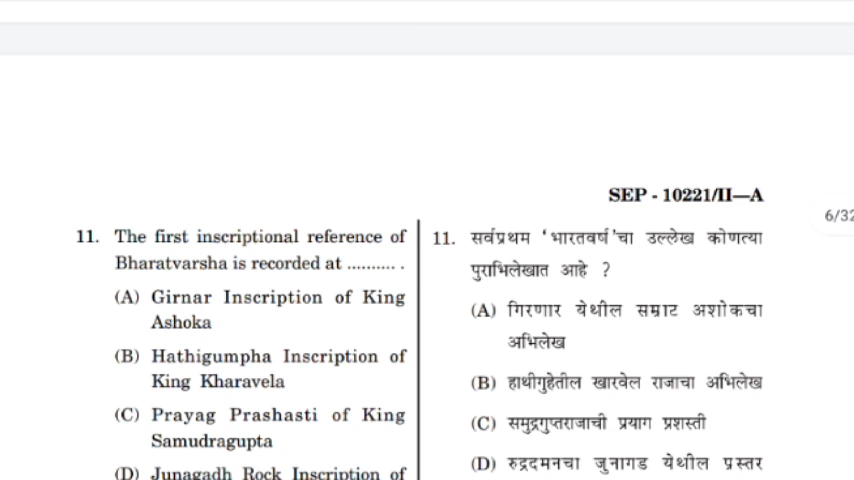 SEP - 10221/II—A
6/32
11. The first inscriptional reference of
Bharatvarsha is recorded at .......... .
(A) Girnar Inscription of King
Ashoka
(B) Hathigumpha Inscription of
King Kharavela
(C) Prayag Prashasti of King
Samudragupta
(D) Junagadh Rock Inscription of
11. सर्वप्रथम ‘भारतवर्ष’चा उल्लेख कोणत्या
पुराभिलेखात आहे ?
(A) गिरणार येथील सम्राट अशोकचा
अभिलेख
(B) हाथीगुहेतील खारवेल राजाचा अभिलेख
(C) समुद्रगुप्तराजाची प्रयाग प्रशस्ती
(D) रुद्रदमनचा जुनागड येथील प्रस्तर